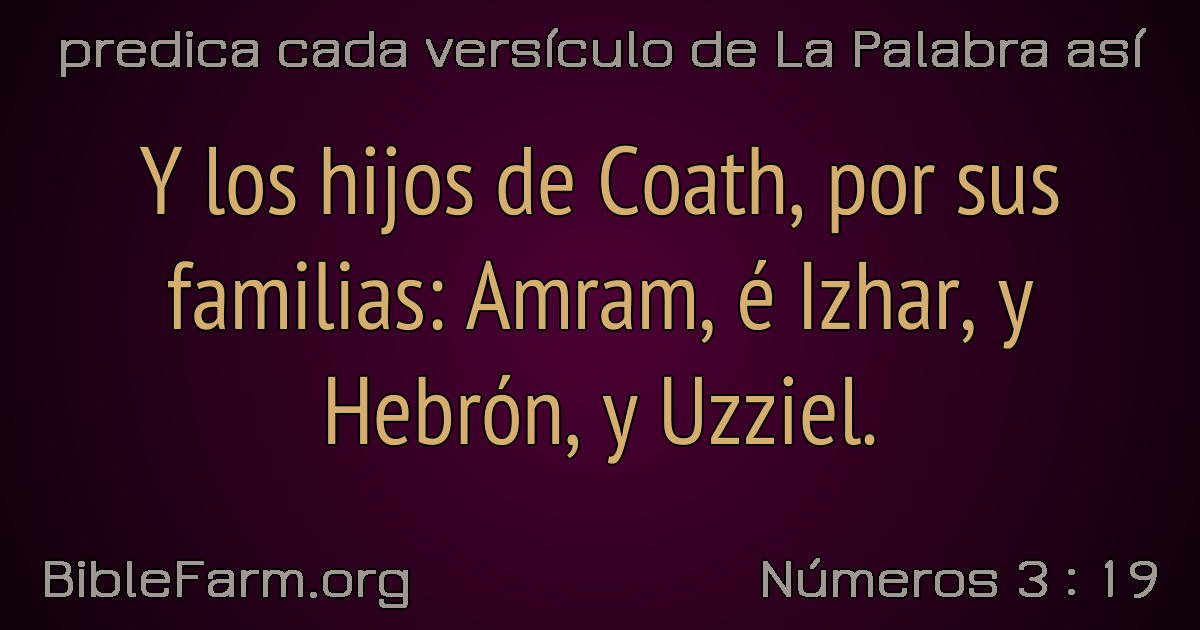 predica cada versículo de La Palabra así
Y los hijos de Coath, por sus
familias: Amram, é Izhar, y
Hebrón, y Uzziel.
BibleFarm.org
Números 3 : 19